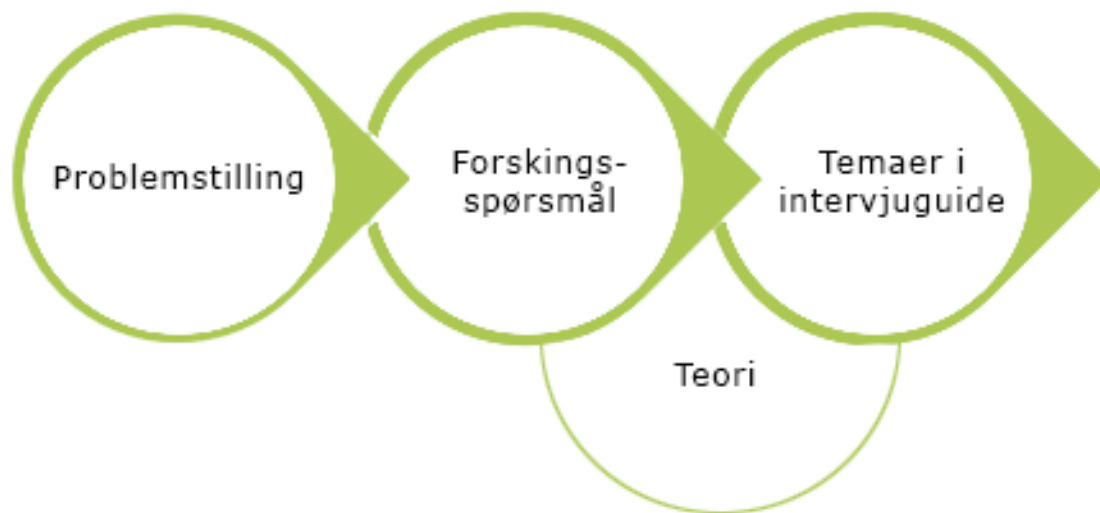 Problemstilling
Forskings-
spørsmål
Temaer i
intervjuguide
Teori